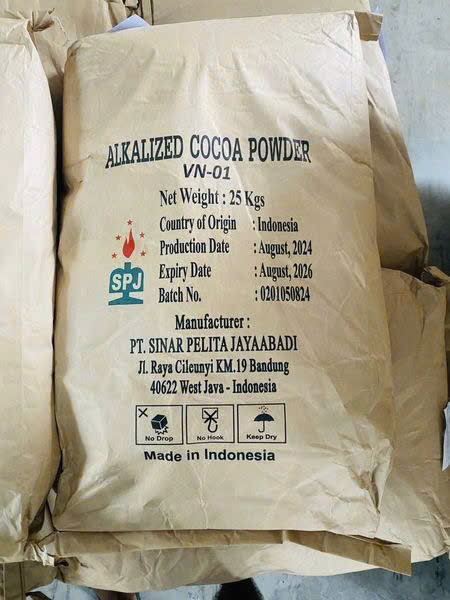 ALKALIZED COCOA POWDER
VN-01
Net Weight : 25 Kgs
Country of Origin : Indonesia
Production Date : August, 2024
Expiry Date : August, 2026
Batch No. : 0201050824
SPJ
Manufacturer :
PT. SINAR PELITA JAYAABADI
Jl. Raya Cileunyi KM.19 Bandung
40622 West Java - Indonesia
No Drop No Hook Keep Dry
Made in Indonesia